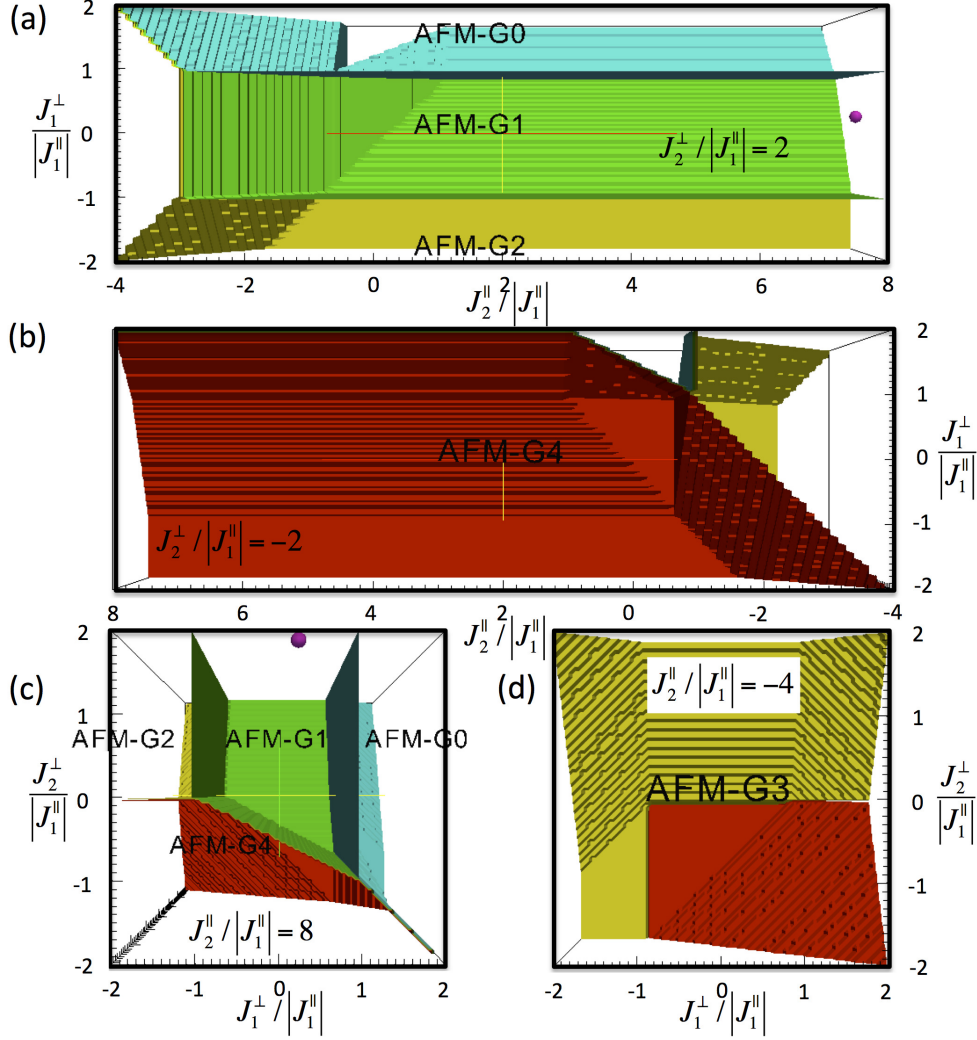 (a)
2
1
0
-1
-2
J₁^⊥ / |J₁^∥|
AFM-G0
AFM-G1
J₂^⊥ / |J₁^∥| = 2
AFM-G2
-4 -2 0 2 4 6 8
J₂^∥ / |J₁^∥|
(b)
AFM-G4
J₂^⊥ / |J₁^∥| = -2
2
1
0
-1
-2
J₁^⊥ / |J₁^∥|
8 6 4 2 0 -2 -4
J₂^∥ / |J₁^∥|
(c)
2
1
0
-1
-2
J₂^⊥ / |J₁^∥|
AFM-G2 AFM-G1 AFM-G0
AFM-G4
J₂^∥ / |J₁^∥| = 8
-2 -1 0 1 2
J₁^⊥ / |J₁^∥|
(d)
J₂^∥ / |J₁^∥| = -4
AFM-G3
2
1
0
-1
-2
J₂^⊥ / |J₁^∥|
-2 -1 0 1 2
J₁^⊥ / |J₁^∥|